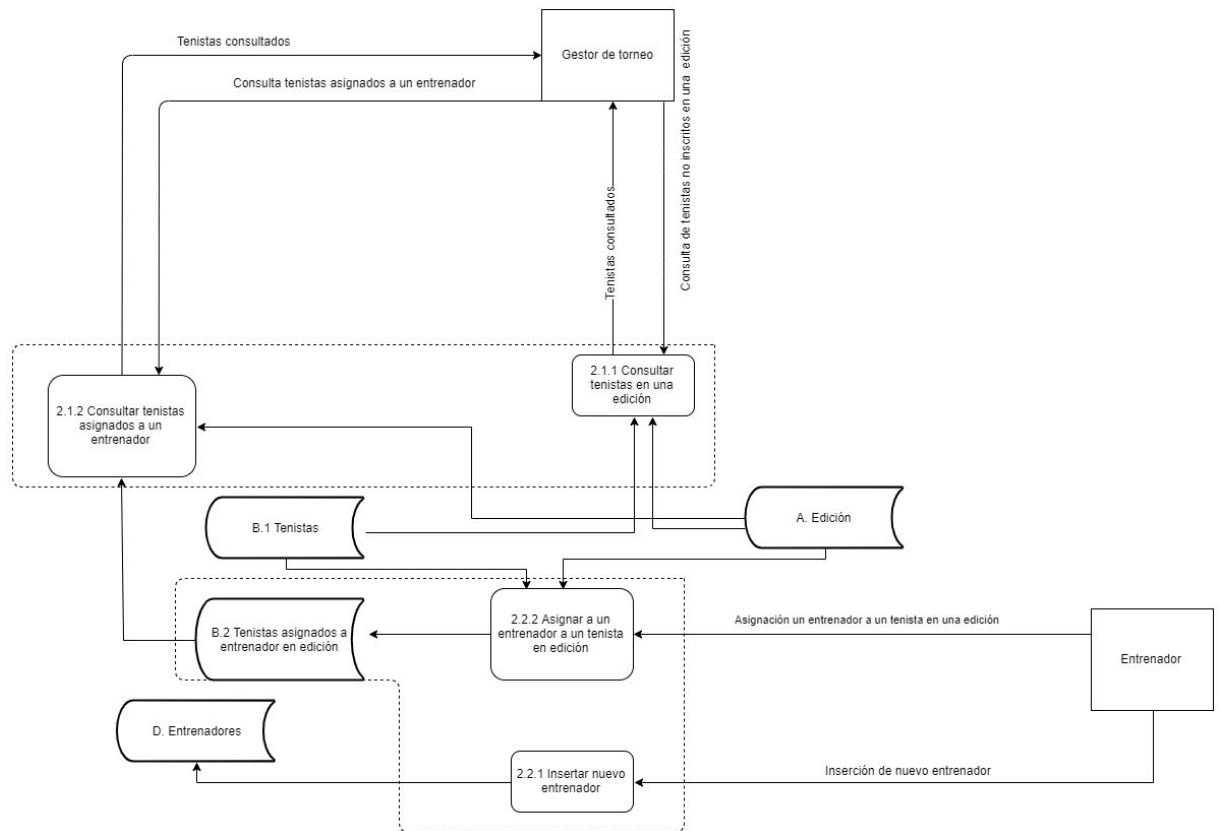 Tenistas consultados
Gestor de torneo
Consulta tenistas asignados a un entrenador
Consulta de tenistas no inscritos en una edición
Tenistas consultados
2.1.1 Consultar
tenistas en una
edición
2.1.2 Consultar tenistas
asignados a un
entrenador
B.1 Tenistas
A. Edición
2.2.2 Asignar a un
entrenador a un tenista
en edición
Asignación un entrenador a un tenista en una edición
B.2 Tenistas asignados a
entrenador en edición
Entrenador
D. Entrenadores
2.2.1 Insertar nuevo
entrenador
Inserción de nuevo entrenador